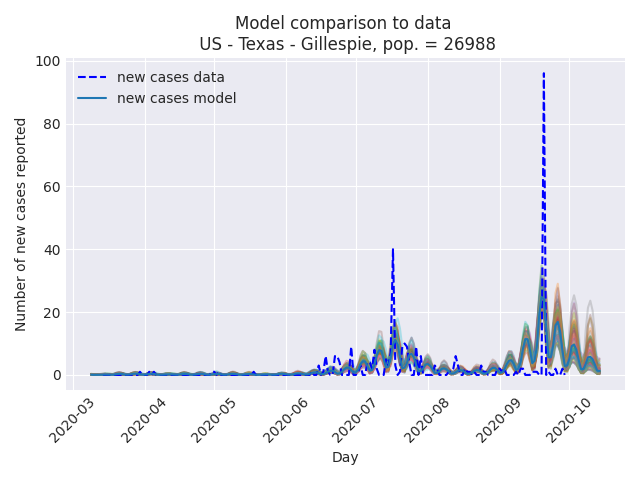 Model comparison to data
US - Texas - Gillespie, pop. = 26988
new cases data
new cases model
Number of new cases reported
100
80
60
40
20
0
2020-03
2020-04
2020-05
2020-06
2020-07
2020-08
2020-09
2020-10
Day